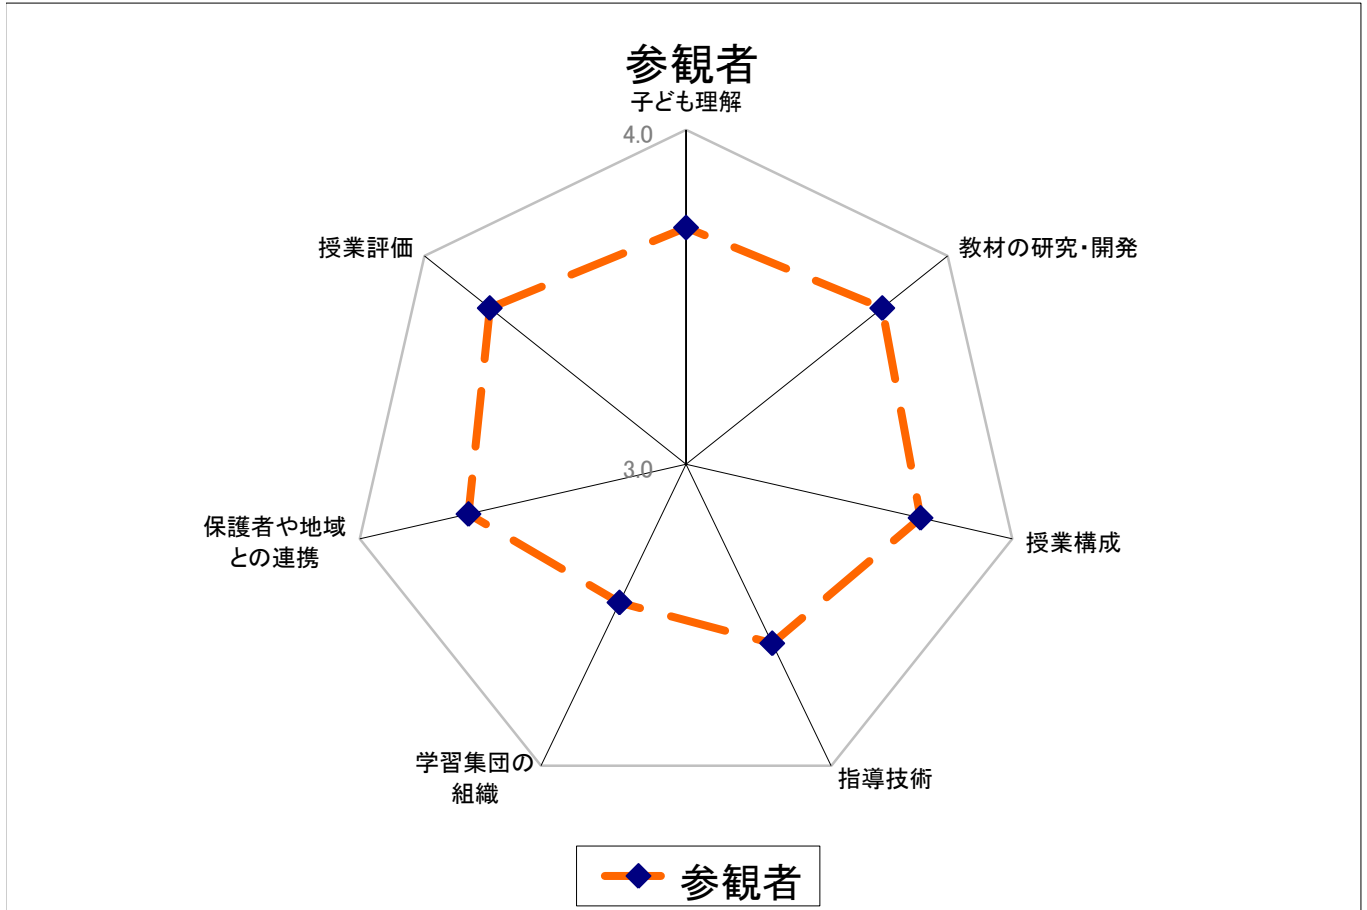 参観者
子ども理解
4.0
授業評価
教材の研究・開発
3.0
保護者や地域
との連携
授業構成
学習集団の
組織
指導技術
参観者